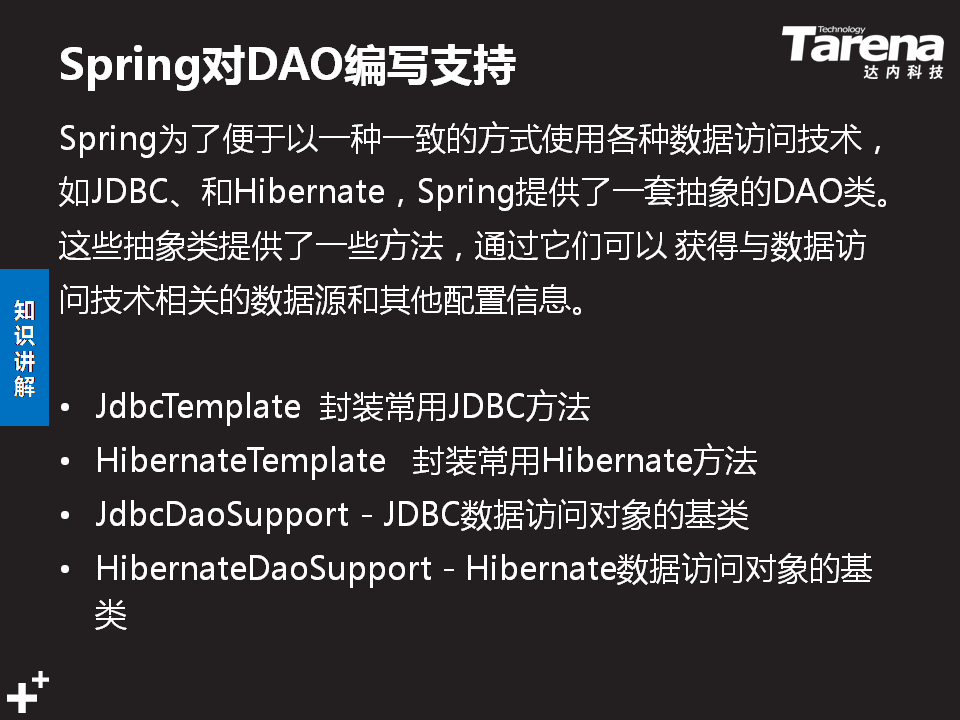 Spring对DAO编写支持
Technology
Tarena
达内科技
Spring为了便于以一种一致的方式使用各种数据访问技术，
如JDBC、和Hibernate，Spring提供了一套抽象的DAO类。
这些抽象类提供了一些方法，通过它们可以 获得与数据访
问技术相关的数据源和其他配置信息。
知
识
讲
解
• JdbcTemplate 封装常用JDBC方法
• HibernateTemplate 封装常用Hibernate方法
• JdbcDaoSupport – JDBC数据访问对象的基类
• HibernateDaoSupport – Hibernate数据访问对象的基
类